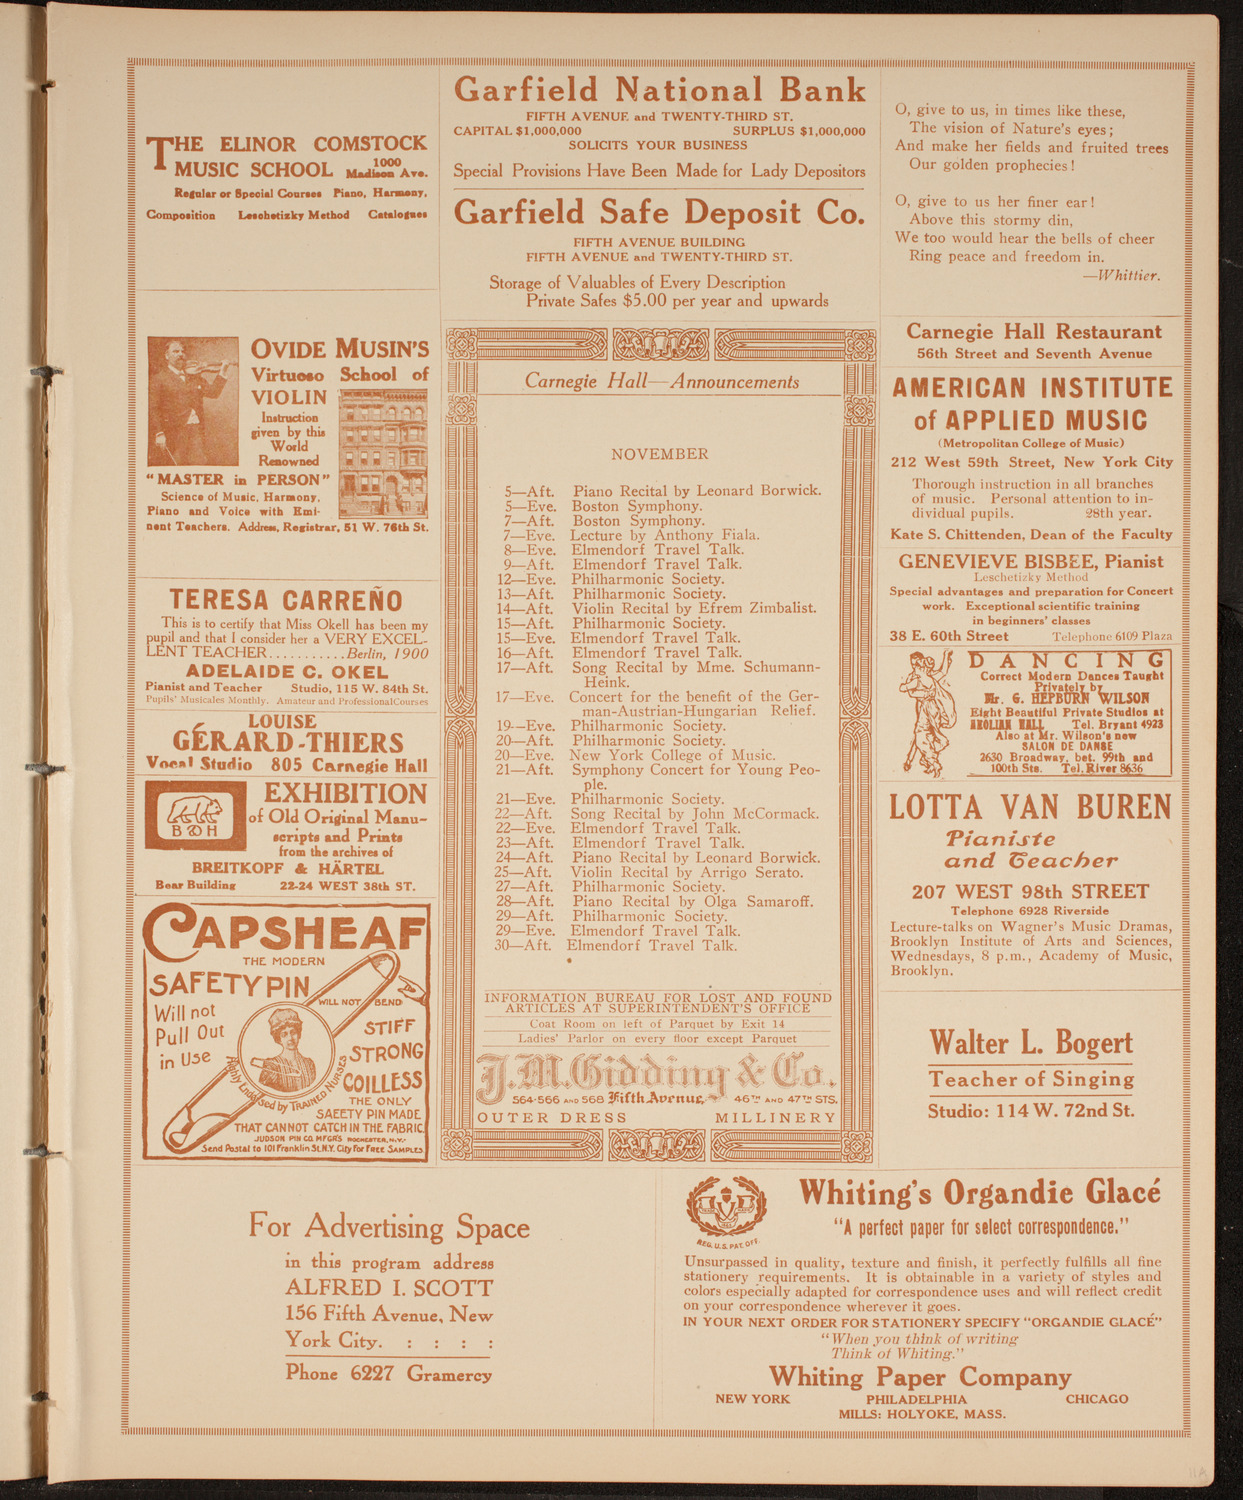 THE ELINOR COMSTOCK
MUSIC SCHOOL 1000 Madison Ave.
Regular or Special Courses Piano, Harmony,
Composition Leschetizky Method Catalogues
OVIDE MUSIN'S
Virtuoso School of
VIOLIN
Instruction
given by this
World
Renowned
"MASTER in PERSON"
Science of Music, Harmony,
Piano and Voice with Emi-
nent Teachers. Address, Registrar, 51 W. 76th St.
TERESA CARREÑO
This is to certify that Miss Okell has been my
pupil and that I consider her a VERY EXCEL-
LENT TEACHER...........Berlin, 1900
ADELAIDE C. OKEL
Pianist and Teacher Studio, 115 W. 84th St.
Pupils' Musicales Monthly. Amateur and Professional Courses
LOUISE
GÉRARD-THIERS
Vocal Studio 805 Carnegie Hall
B & H
EXHIBITION
of Old Original Manu-
scripts and Prints
from the archives of
BREITKOPF & HÄRTEL
Bear Building 22-24 WEST 38th ST.
CAPSHEAF
THE MODERN
SAFETY PIN
WILL NOT BEND
Will not
Pull Out
in Use
STIFF
STRONG
COILLESS
Highly Endorsed by TRAINED NURSES
THE ONLY
SAFETY PIN MADE
THAT CANNOT CATCH IN THE FABRIC.
JUDSON PIN CO. MFGRS ROCHESTER, N.Y.
Send Postal to 101 Franklin St. N.Y. City for FREE SAMPLES
Garfield National Bank
FIFTH AVENUE and TWENTY-THIRD ST.
CAPITAL $1,000,000 SURPLUS $1,000,000
SOLICITS YOUR BUSINESS
Special Provisions Have Been Made for Lady Depositors
Garfield Safe Deposit Co.
FIFTH AVENUE BUILDING
FIFTH AVENUE and TWENTY-THIRD ST.
Storage of Valuables of Every Description
Private Safes $5.00 per year and upwards
Carnegie Hall—Announcements
NOVEMBER
5—Aft. Piano Recital by Leonard Borwick.
5—Eve. Boston Symphony.
7—Aft. Boston Symphony.
7—Eve. Lecture by Anthony Fiala.
8—Eve. Elmendorf Travel Talk.
9—Aft. Elmendorf Travel Talk.
12—Eve. Philharmonic Society.
13—Aft. Philharmonic Society.
14—Aft. Violin Recital by Efrem Zimbalist.
15—Aft. Philharmonic Society.
15—Eve. Elmendorf Travel Talk.
16—Aft. Elmendorf Travel Talk.
17—Aft. Song Recital by Mme. Schumann-
Heink.
17—Eve. Concert for the benefit of the Ger-
man-Austrian-Hungarian Relief.
19—Eve. Philharmonic Society.
20—Aft. Philharmonic Society.
20—Eve. New York College of Music.
21—Aft. Symphony Concert for Young Peo-
ple.
21—Eve. Philharmonic Society.
22—Aft. Song Recital by John McCormack.
22—Eve. Elmendorf Travel Talk.
23—Aft. Elmendorf Travel Talk.
24—Aft. Piano Recital by Leonard Borwick.
25—Aft. Violin Recital by Arrigo Serato.
27—Aft. Philharmonic Society.
28—Aft. Piano Recital by Olga Samaroff.
29—Aft. Philharmonic Society.
29—Eve. Elmendorf Travel Talk.
30—Aft. Elmendorf Travel Talk.
INFORMATION BUREAU FOR LOST AND FOUND
ARTICLES AT SUPERINTENDENT'S OFFICE
Coat Room on left of Parquet by Exit 14
Ladies' Parlor on every floor except Parquet
J.M. Gidding & Co.
564-566 AND 568 Fifth Avenue 46TH AND 47TH STS.
OUTER DRESS MILLINERY
O, give to us, in times like these,
The vision of Nature's eyes;
And make her fields and fruited trees
Our golden prophecies!
O, give to us her finer ear!
Above this stormy din,
We too would hear the bells of cheer
Ring peace and freedom in.
—Whittier.
Carnegie Hall Restaurant
56th Street and Seventh Avenue
AMERICAN INSTITUTE
of APPLIED MUSIC
(Metropolitan College of Music)
212 West 59th Street, New York City
Thorough instruction in all branches
of music. Personal attention to in-
dividual pupils. 28th year.
Kate S. Chittenden, Dean of the Faculty
GENEVIEVE BISBEE, Pianist
Leschetizky Method
Special advantages and preparation for Concert
work. Exceptional scientific training
in beginners' classes
38 E. 60th Street Telephone 6109 Plaza
DANCING
Correct Modern Dances Taught
Privately by
Mr. G. HEPBURN WILSON
Eight Beautiful Private Studios at
AEOLIAN HALL Tel. Bryant 4923
Also at Mr. Wilson's new
SALON DE DANSE
2630 Broadway, bet. 99th and
100th Sts. Tel. River 8636
LOTTA VAN BUREN
Pianiste
and Teacher
207 WEST 98th STREET
Telephone 6928 Riverside
Lecture-talks on Wagner's Music Dramas,
Brooklyn Institute of Arts and Sciences,
Wednesdays, 8 p.m., Academy of Music,
Brooklyn.
Walter L. Bogert
Teacher of Singing
Studio: 114 W. 72nd St.
For Advertising Space
in this program address
ALFRED I. SCOTT
156 Fifth Avenue, New
York City. : : : :
Phone 6227 Gramercy
REG. U.S. PAT. OFF.
Whiting's Organdie Glacé
"A perfect paper for select correspondence."
Unsurpassed in quality, texture and finish, it perfectly fulfills all fine
stationery requirements. It is obtainable in a variety of styles and
colors especially adapted for correspondence uses and will reflect credit
on your correspondence wherever it goes.
IN YOUR NEXT ORDER FOR STATIONERY SPECIFY "ORGANDIE GLACÉ"
"When you think of writing
Think of Whiting."
Whiting Paper Company
NEW YORK PHILADELPHIA CHICAGO
MILLS: HOLYOKE, MASS.